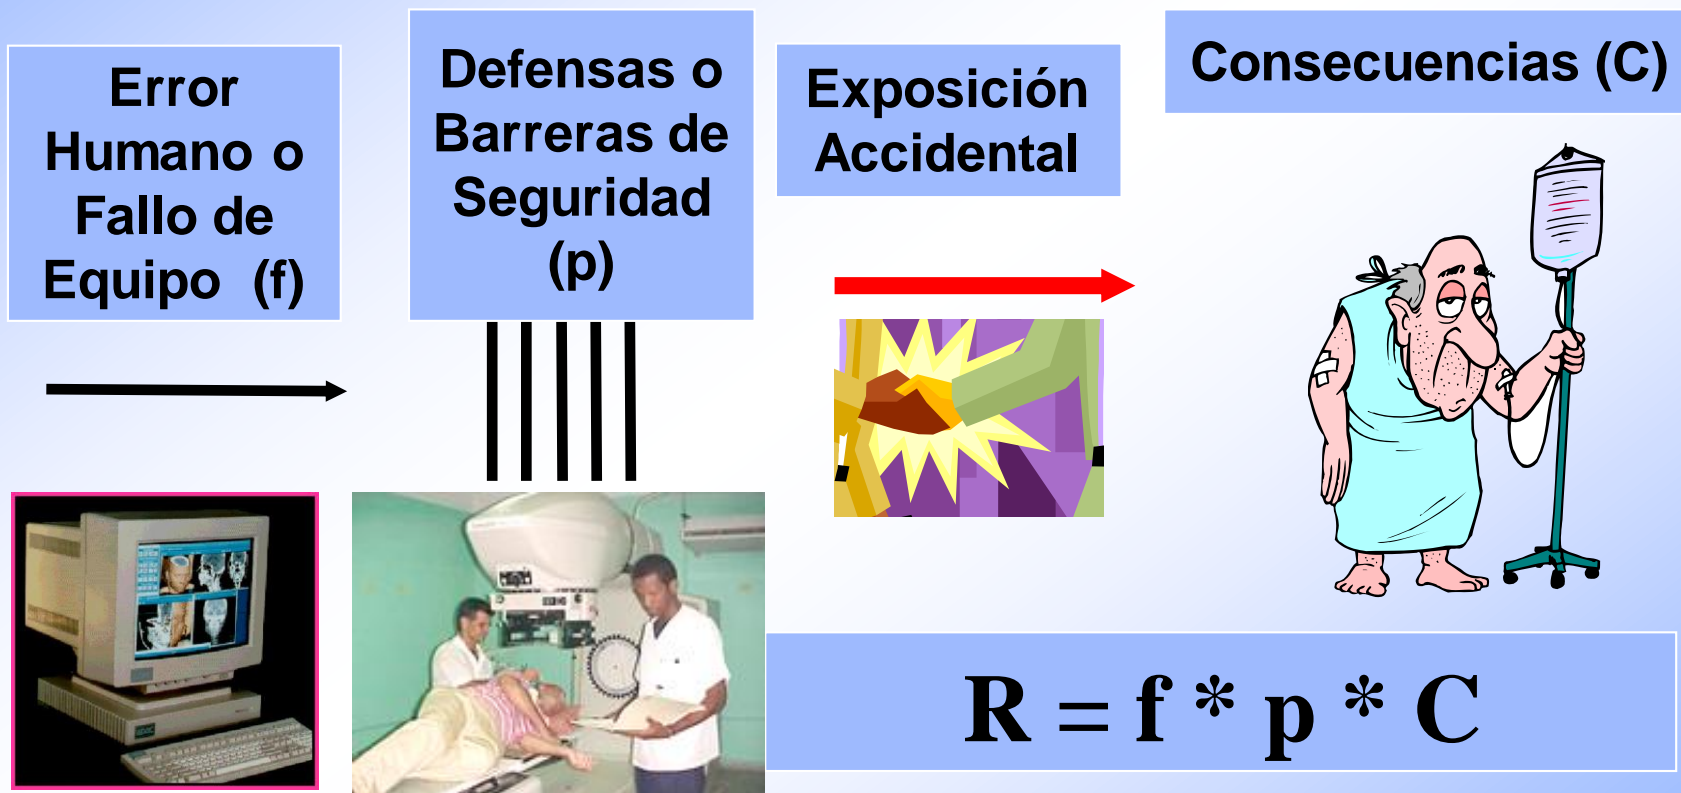 Error
Humano o
Fallo de
Equipo (f)
Defensas o
Barreras de
Seguridad
(p)
Exposición
Accidental
Consecuencias (C)
R = f * p * C